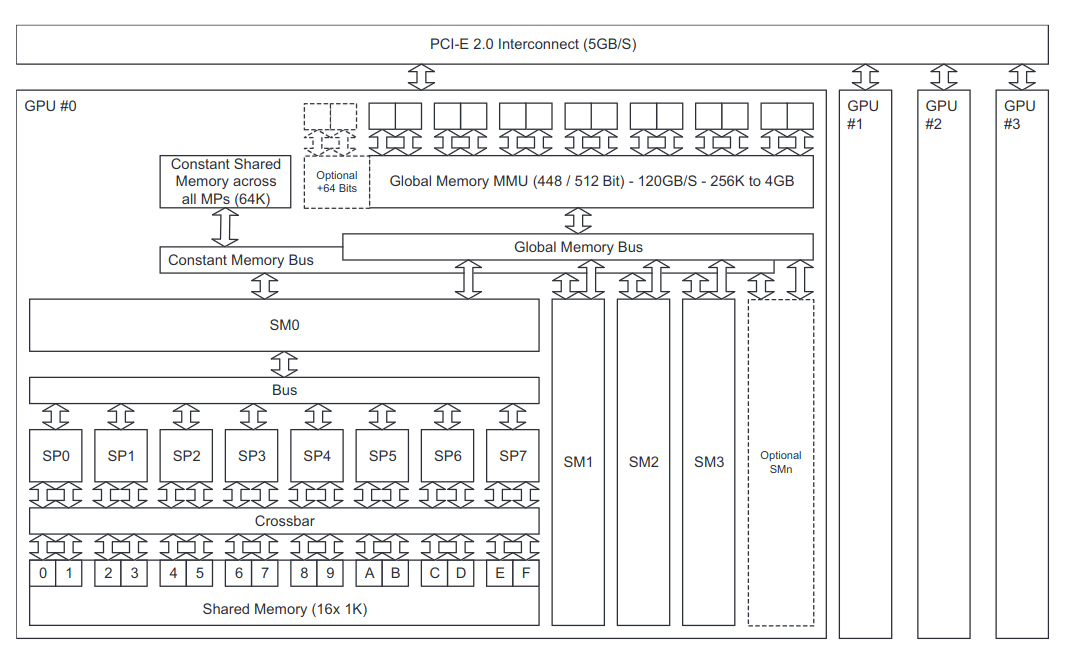 PCI-E 2.0 Interconnect (5GB/S)
GPU #0
GPU
#1
GPU
#2
GPU
#3
Constant Shared
Memory across
all MPs (64K)
Optional
+64 Bits
Global Memory MMU (448 / 512 Bit) - 120GB/S - 256K to 4GB
Global Memory Bus
Constant Memory Bus
SM0
Bus
SP0 SP1 SP2 SP3 SP4 SP5 SP6 SP7
SM1
SM2
SM3
Optional
SMn
Crossbar
0 1 2 3 4 5 6 7 8 9 A B C D E F
Shared Memory (16x 1K)